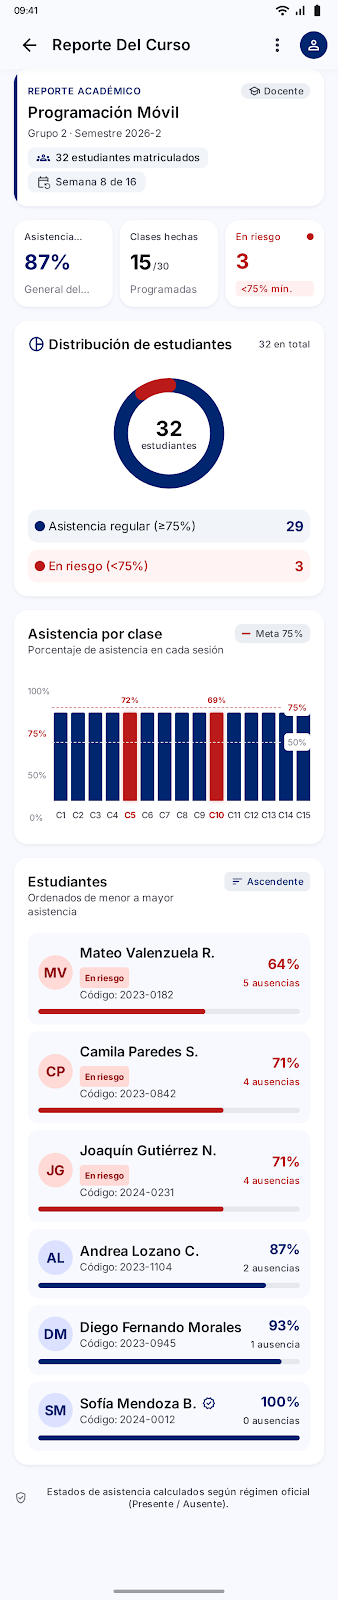 09:41
Reporte Del Curso
REPORTE ACADÉMICO
Docente
Programación Móvil
Grupo 2 · Semestre 2026-2
32 estudiantes matriculados
Semana 8 de 16
Asistencia...
87%
General del...
Clases hechas
15/30
Programadas
En riesgo
3
<75% mín.
Distribución de estudiantes
32 en total
32
estudiantes
Asistencia regular (≥75%)
29
En riesgo (<75%)
3
Asistencia por clase
Meta 75%
Porcentaje de asistencia en cada sesión
100%
75%
50%
0%
72%
69%
75%
50%
C1 C2 C3 C4 C5 C6 C7 C8 C9 C10 C11 C12 C13 C14 C15
Estudiantes
Ascendente
Ordenados de menor a mayor
asistencia
MV
Mateo Valenzuela R.
En riesgo
Código: 2023-0182
64%
5 ausencias
CP
Camila Paredes S.
En riesgo
Código: 2023-0842
71%
4 ausencias
JG
Joaquín Gutiérrez N.
En riesgo
Código: 2024-0231
71%
4 ausencias
AL
Andrea Lozano C.
Código: 2023-1104
87%
2 ausencias
DM
Diego Fernando Morales
Código: 2023-0945
93%
1 ausencia
SM
Sofía Mendoza B.
Código: 2024-0012
100%
0 ausencias
Estados de asistencia calculados según régimen oficial
(Presente / Ausente).